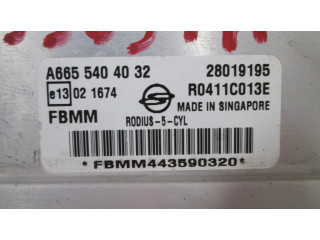 A665 540 40 32 28019195
e13 02 1674 R0411C013E
MADE IN SINGAPORE
FBMM RODIUS-5-CYL
*FBMM443590320*